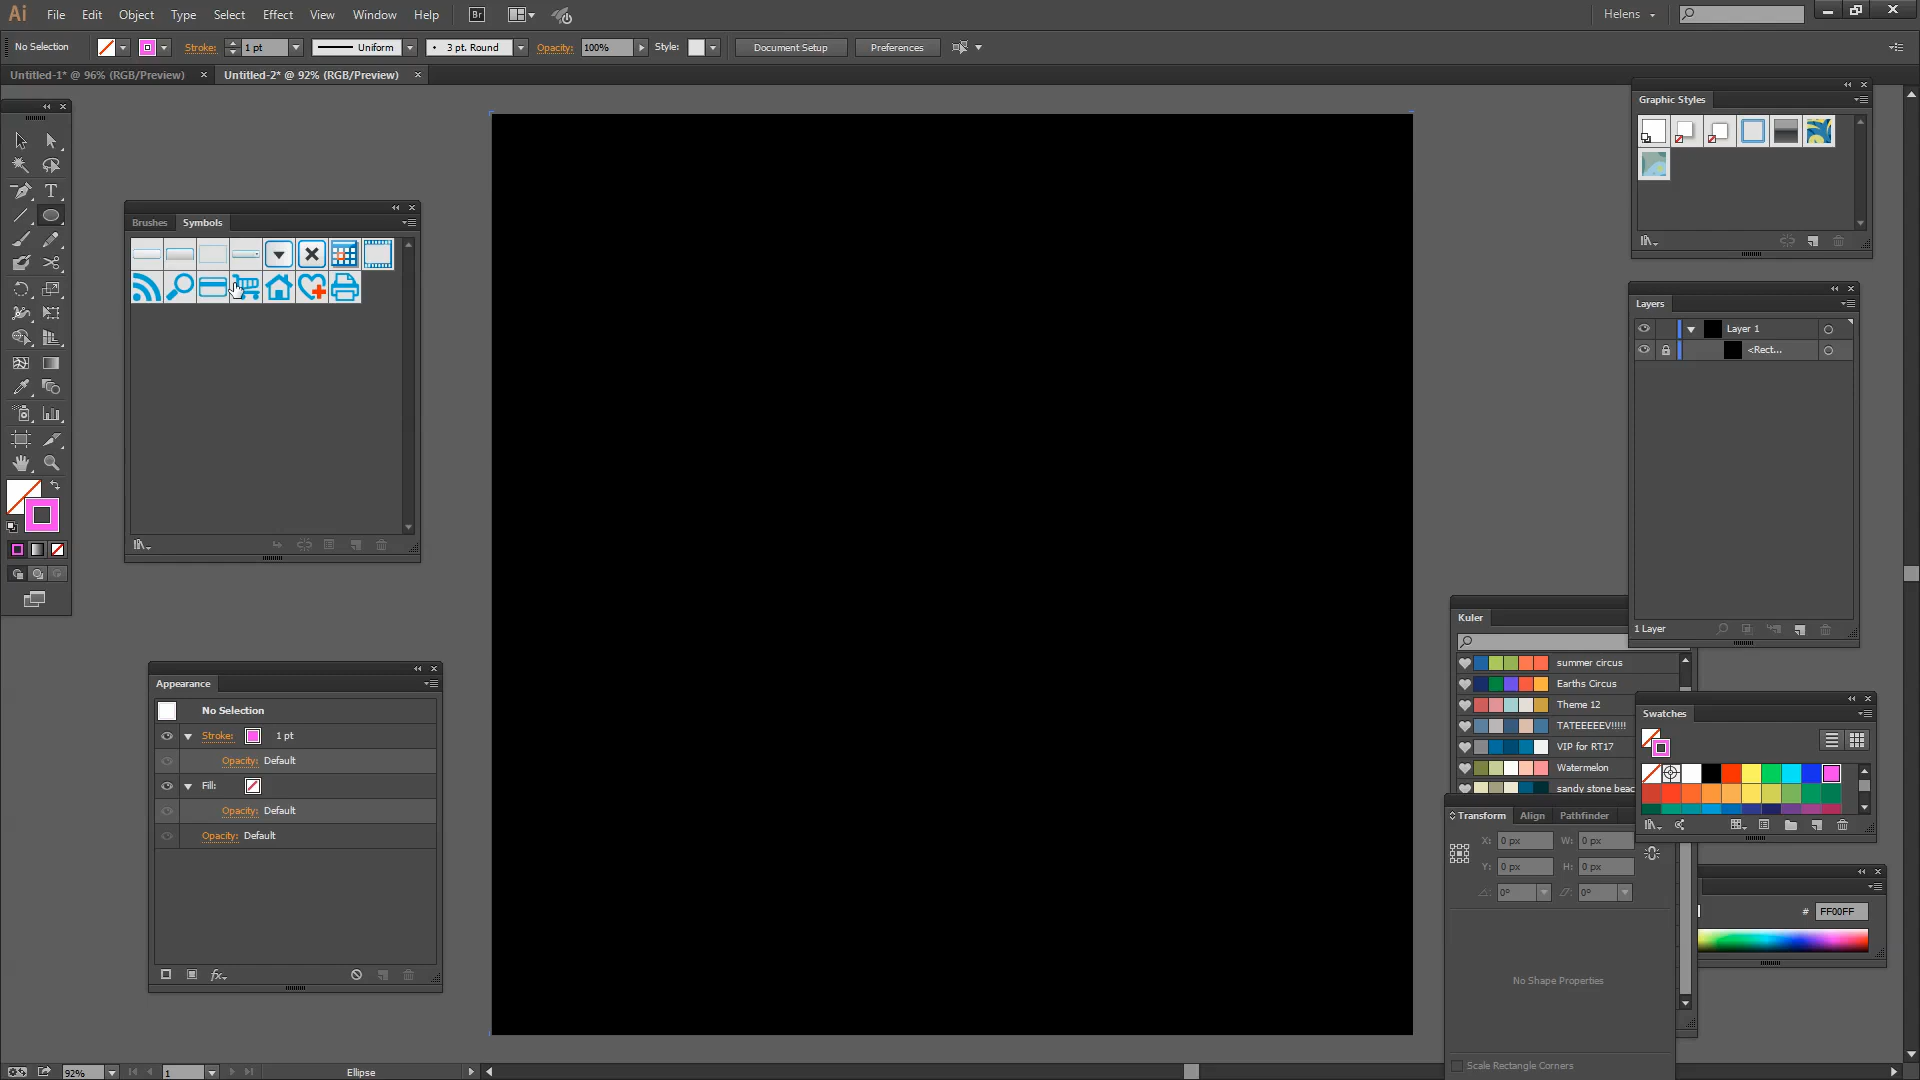 Ai File Edit Object Type Select Effect View Window Help Br Helens
No Selection Stroke: 1 pt Uniform 3 pt. Round Opacity: 100% Style: Document Setup Preferences
Untitled-1* @ 96% (RGB/Preview) Untitled-2* @ 92% (RGB/Preview)
Graphic Styles
Brushes Symbols
Layers
Layer 1
<Rect...
1 Layer
Kuler
summer circus
Earths Circus
Theme 12
TATEEEEEV!!!!!
VIP for RT17
Watermelon
sandy stone beac
Swatches
Appearance
No Selection
Stroke: 1 pt
Opacity: Default
Fill:
Opacity: Default
Opacity: Default
fx
Transform Align Pathfinder
X: 0 px W: 0 px
Y: 0 px H: 0 px
0° 0°
# FF00FF
No Shape Properties
Scale Rectangle Corners
92% 1 Ellipse